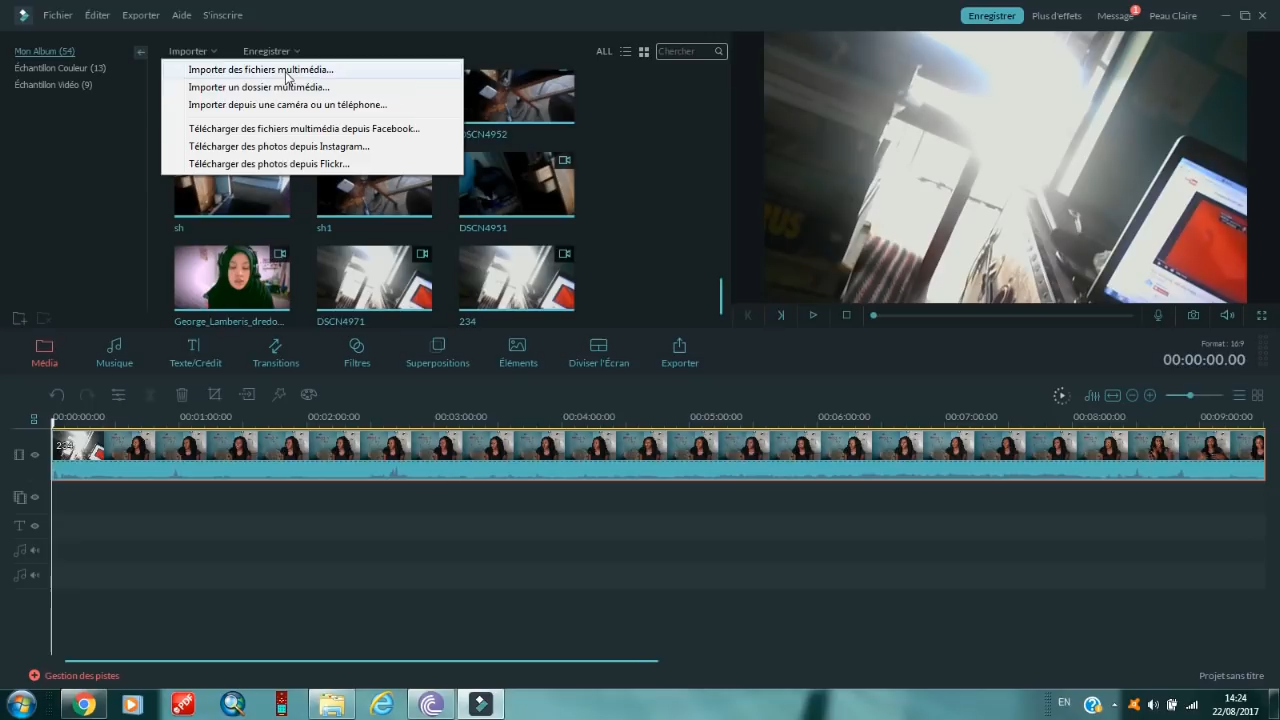 Fichier Éditer Exporter Aide S'inscrire
Enregistrer Plus d'effets Message 1 Peau Claire
Mon Album (54)
Échantillon Couleur (13)
Échantillon Vidéo (9)
Importer Enregistrer ALL Chercher
Importer des fichiers multimédia...
Importer un dossier multimédia...
Importer depuis une caméra ou un téléphone...
Télécharger des fichiers multimédia depuis Facebook...
Télécharger des photos depuis Instagram...
Télécharger des photos depuis Flickr...
DSCN4952
sh sh1 DSCN4951
George_Lamberis_dredo... DSCN4971 234
Média Musique Texte/Crédit Transitions Filtres Superpositions Éléments Diviser l'Écran Exporter
Format : 16:9
00:00:00.00
00:00:00:00 00:01:00:00 00:02:00:00 00:03:00:00 00:04:00:00 00:05:00:00 00:06:00:00 00:07:00:00 00:08:00:00 00:09:00:00
Gestion des pistes
Projet sans titre
PDF
EN
14:24
22/08/2017